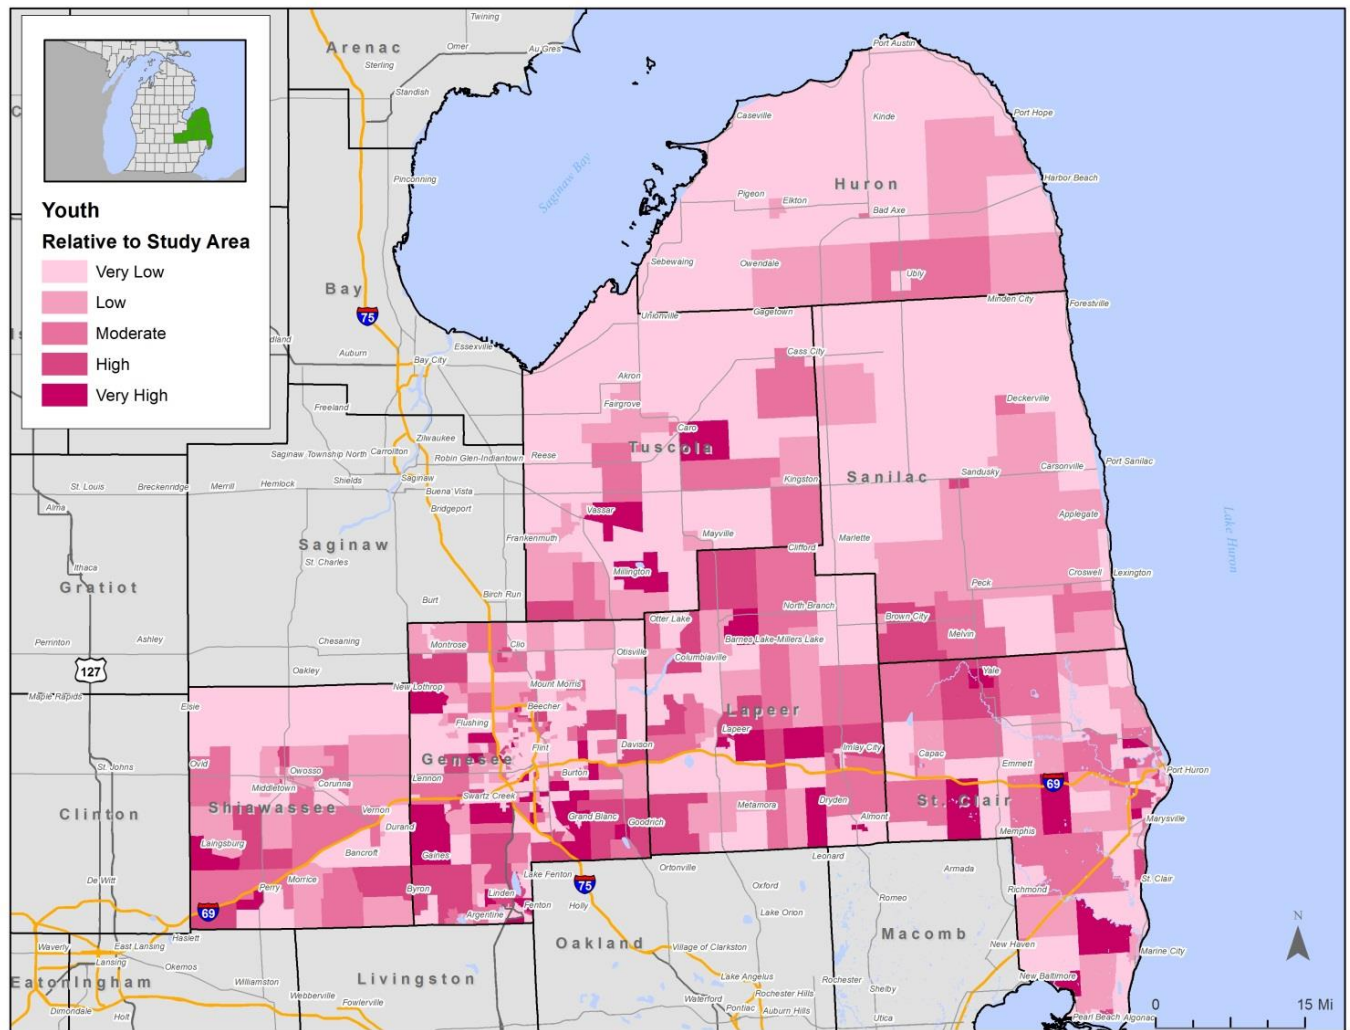 Youth
Relative to Study Area
Very Low
Low
Moderate
High
Very High
Twining
Arenac
Omer
Au Gres
Sterling
Standish
Port Austin
Caseville
Kinde
Port Hope
Pinconning
Saginaw Bay
Huron
Harbor Beach
Pigeon
Elkton
Bad Axe
Sebewaing
Owendale
Ubly
Bay
75
Minden City
Forestville
Unionville
Gagetown
Essexville
Auburn
Bay City
Cass City
Akron
Freeland
Fairgrove
Deckerville
Caro
Zilwaukee
Tuscola
Saginaw Township North
Carrollton
Robin Glen-Indiantown
Reese
Port Sanilac
Carsonville
Sandusky
Sanilac
Kingston
St. Louis
Breckenridge
Merrill
Hemlock
Shields
Saginaw
Buena Vista
Alma
Bridgeport
Vassar
Applegate
Lake Huron
Frankenmuth
Mayville
Marlette
Saginaw
Clifford
St. Charles
Ithaca
Millington
Croswell
Lexington
Gratiot
Peck
Birch Run
Burt
North Branch
Otter Lake
Brown City
Perrinton
Ashley
Chesaning
Montrose
Clio
Barnes Lake-Millers Lake
Melvin
Otisville
Columbiaville
127
Oakley
Yale
Maple Rapids
New Lothrop
Mount Morris
Elsie
Beecher
Lapeer
Flushing
Lapeer
Flint
Davison
Imlay City
Capac
Genesee
Emmett
Ovid
St. Johns
Owosso
Lennon
Burton
Port Huron
Middletown
Corunna
69
Swartz Creek
Shiawassee
Vernon
Metamora
Dryden
St. Clair
Clinton
Grand Blanc
Goodrich
Almont
Marysville
Durand
Memphis
Laingsburg
Bancroft
Gaines
Leonard
Ortonville
Armada
De Witt
Lake Fenton
Morrice
Perry
75
Oxford
St. Clair
Byron
Linden
Richmond
Romeo
Fenton
Holly
69
Argentine
Lake Orion
Macomb
N
Haslett
Oakland
New Haven
Waverly
East Lansing
Village of Clarkston
Marine City
Lansing
Okemos
Eaton
Ingham
Livingston
Lake Angelus
Rochester
New Baltimore
Williamston
Shelby
Webberville
Rochester Hills
Fowlerville
Waterford
0
15 Mi
Dimondale
Holt
Pontiac
Auburn Hills
Utica
Pearl Beach
Algonac